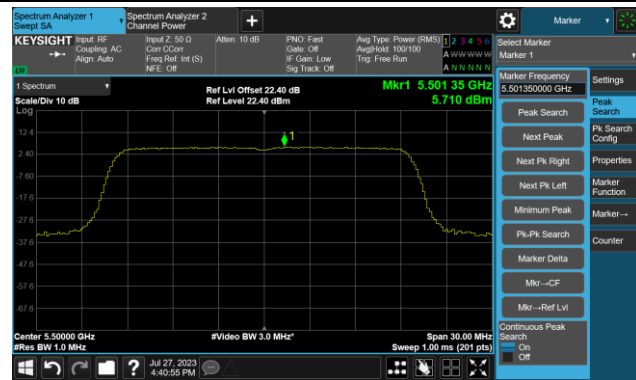 Spectrum Analyzer 1
Swept SA
Spectrum Analyzer 2
Channel Power
Marker
KEYSIGHT
Input: RF
Coupling: AC
Align: Auto
Input Z: 50 Ω
Corr CCorr
Freq Ref: Int (S)
NFE: Off
Atten: 10 dB
PNO: Fast
Gate: Off
IF Gain: Low
Sig Track: Off
Avg Type: Power (RMS)
Avg|Hold: 100/100
Trig: Free Run
1 2 3 4 5 6
A W W W W W
A N N N N N
Select Marker
Marker 1
LW
1 Spectrum
Scale/Div 10 dB
Log
Ref Lvl Offset 22.40 dB
Ref Level 22.40 dBm
Mkr1 5.501 35 GHz
5.710 dBm
12.4
2.40
-7.60
-17.6
-27.6
-37.6
-47.6
-57.6
-67.6
1
Center 5.50000 GHz
#Res BW 1.0 MHz
#Video BW 3.0 MHz*
Span 30.00 MHz
Sweep 1.00 ms (201 pts)
Marker Frequency
5.501350000 GHz
Peak Search
Next Peak
Next Pk Right
Next Pk Left
Minimum Peak
Pk-Pk Search
Marker Delta
Mkr→CF
Mkr→Ref Lvl
Continuous Peak
Search
On
Off
Settings
Peak
Search
Pk Search
Config
Properties
Marker
Function
Marker→
Counter
?
Jul 27, 2023
4:40:55 PM